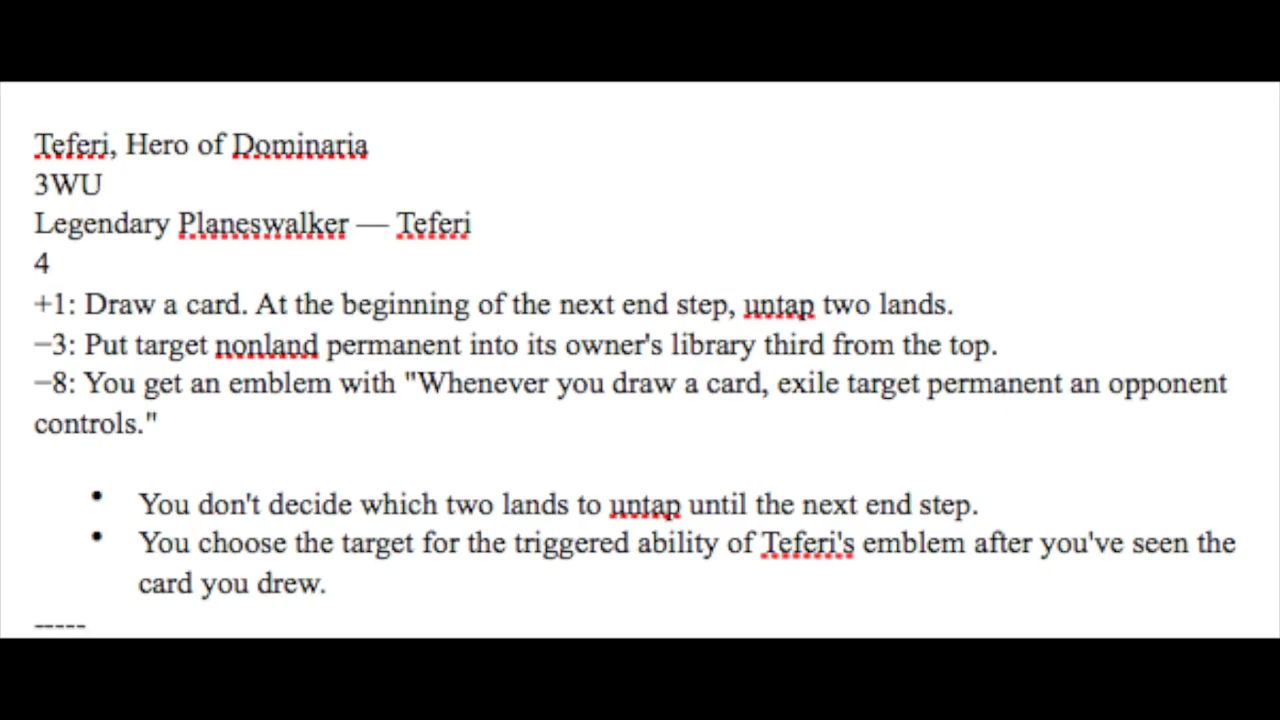 Teferi, Hero of Dominaria
3WU
Legendary Planeswalker — Teferi
4
+1: Draw a card. At the beginning of the next end step, untap two lands.
−3: Put target nonland permanent into its owner's library third from the top.
−8: You get an emblem with "Whenever you draw a card, exile target permanent an opponent
controls."
• You don't decide which two lands to untap until the next end step.
• You choose the target for the triggered ability of Teferi's emblem after you've seen the
card you drew.
-----